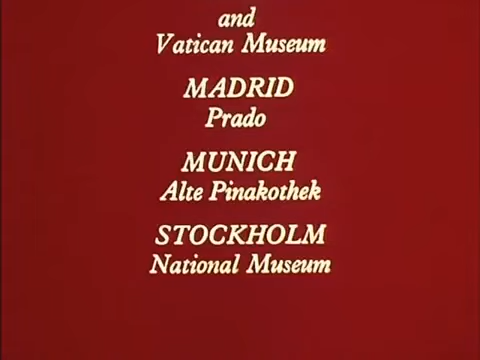 and
Vatican Museum
MADRID
Prado
MUNICH
Alte Pinakothek
STOCKHOLM
National Museum